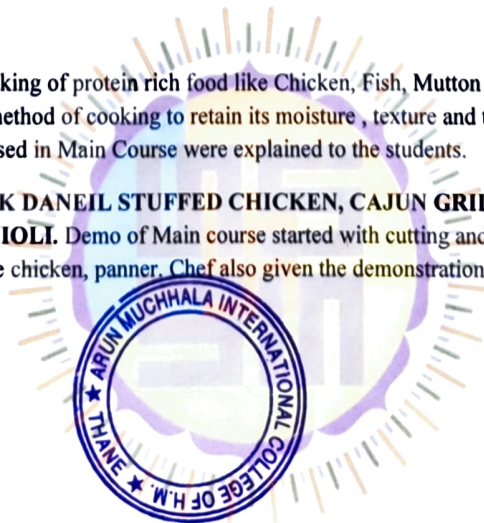 king of protein rich food like Chicken, Fish, Mutton
ethod of cooking to retain its moisture , texture and
sed in Main Course were explained to the students.
K DANEIL STUFFED CHICKEN, CAJUN
IOLI. Demo of Main course started with cutting and
e chicken, panner. Chef also given the demonstration
ARUN MUCHHALA INTERNATIONAL COLLEGE OF H.M.
★ THANE ★